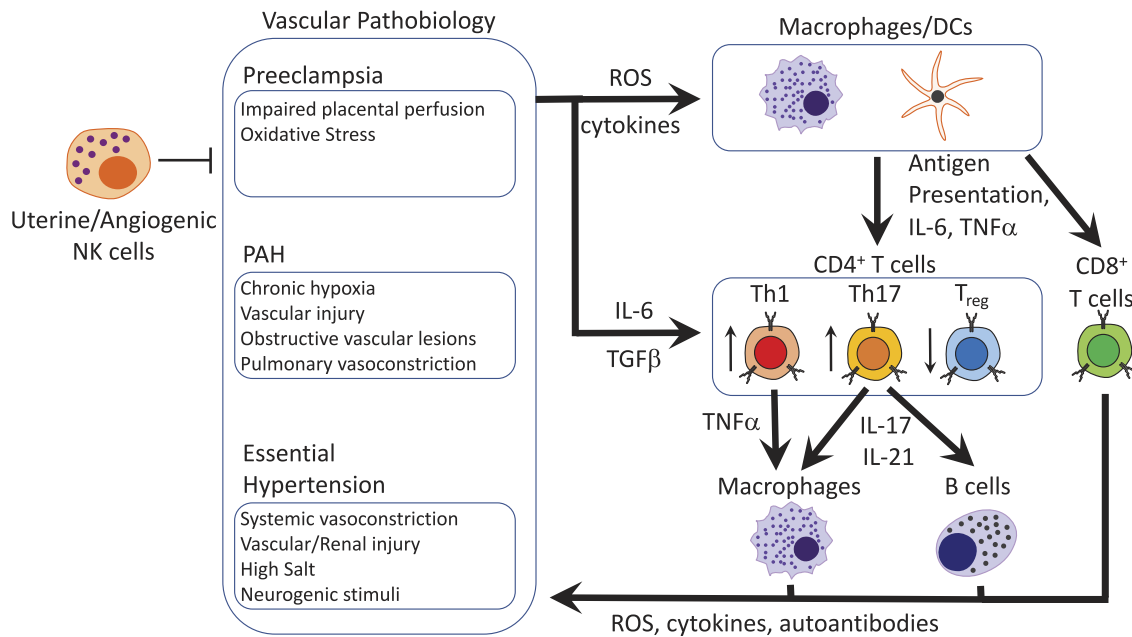 Vascular Pathobiology
Preeclampsia
Impaired placental perfusion
Oxidative Stress
PAH
Chronic hypoxia
Vascular injury
Obstructive vascular lesions
Pulmonary vasoconstriction
Essential
Hypertension
Systemic vasoconstriction
Vascular/Renal injury
High Salt
Neurogenic stimuli
Uterine/Angiogenic
NK cells
ROS
cytokines
IL-6
TGFβ
Macrophages/DCs
Antigen
Presentation,
IL-6, TNFα
CD4⁺ T cells
Th1
Th17
Treg
CD8⁺
T cells
TNFα
IL-17
IL-21
Macrophages
B cells
ROS, cytokines, autoantibodies